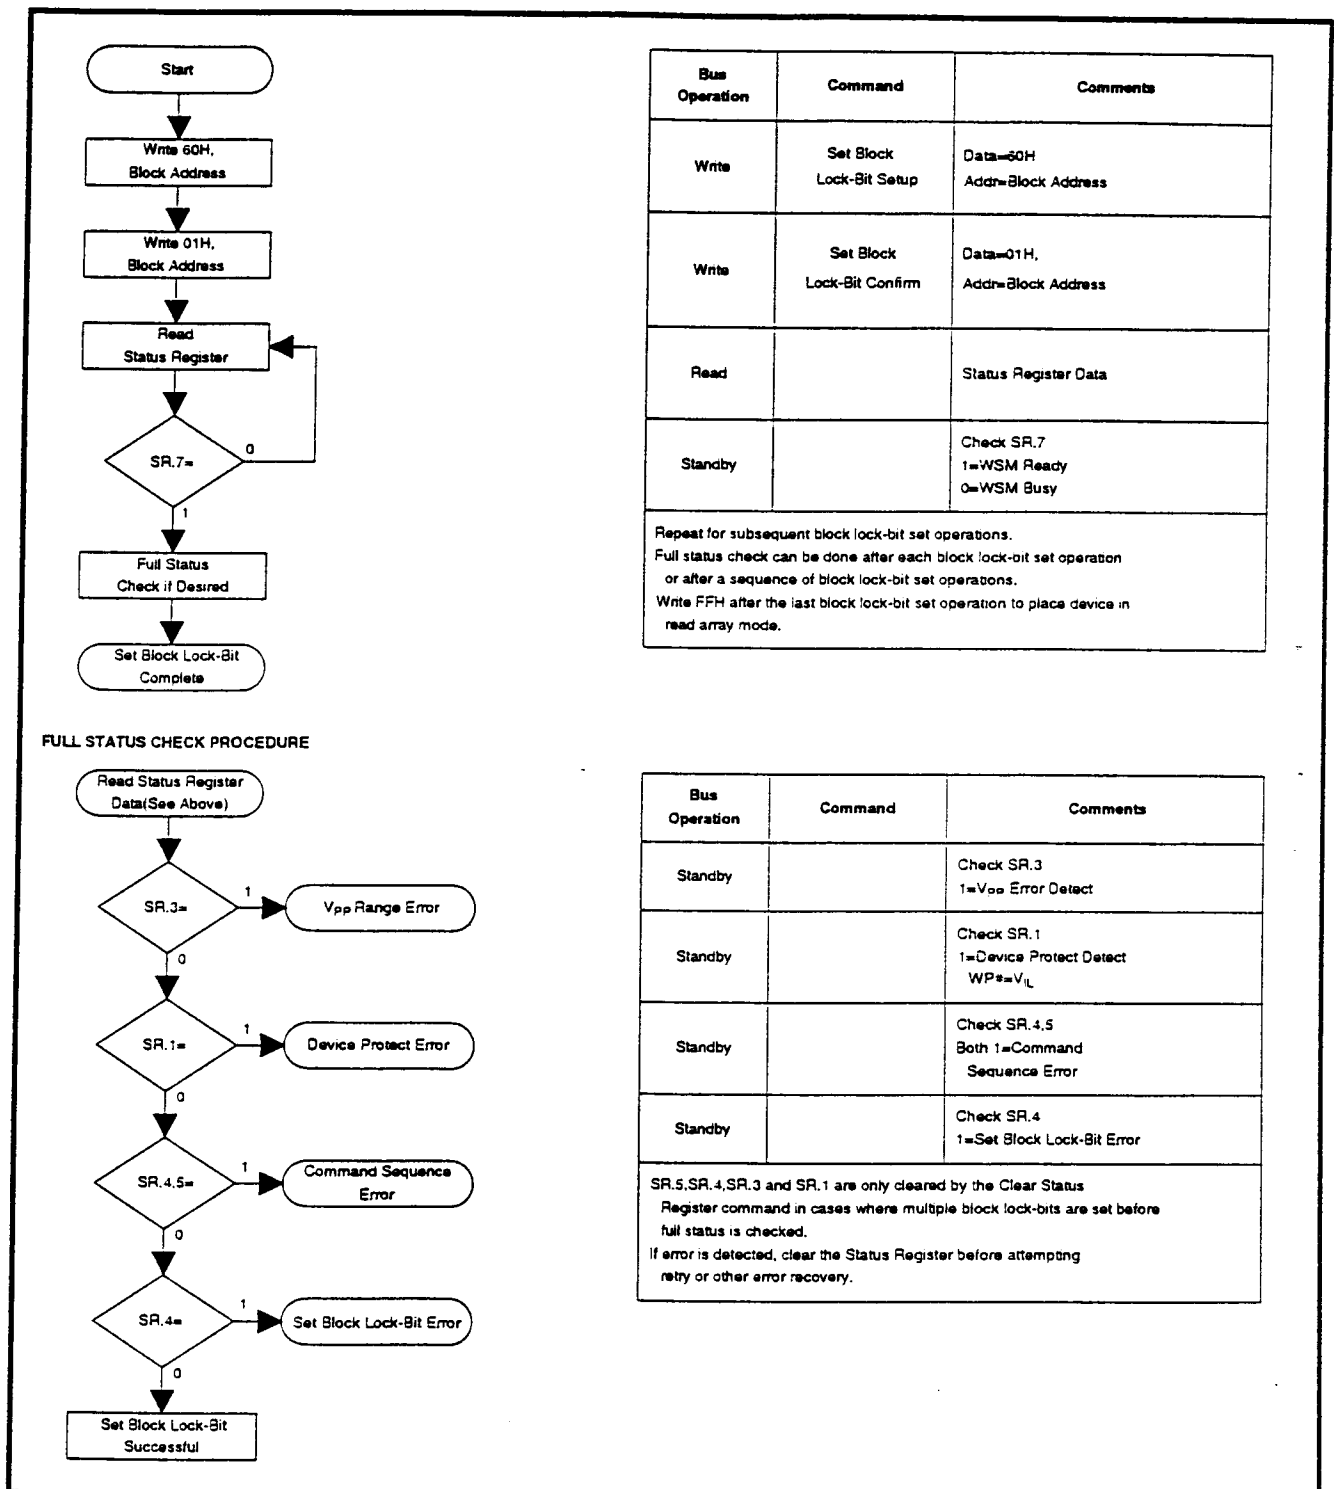 Start
Write 60H,
Block Address
Write 01H,
Block Address
Read
Status Register
SR.7=
0
1
Full Status
Check if Desired
Set Block Lock-Bit
Complete
Bus
Operation
Command
Comments
Write
Set Block
Lock-Bit Setup
Data=60H
Addr=Block Address
Write
Set Block
Lock-Bit Confirm
Data=01H,
Addr=Block Address
Read
Status Register Data
Standby
Check SR.7
1=WSM Ready
0=WSM Busy
Repeat for subsequent block lock-bit set operations.
Full status check can be done after each block lock-bit set operation
or after a sequence of block lock-bit set operations.
Write FFH after the last block lock-bit set operation to place device in
read array mode.
FULL STATUS CHECK PROCEDURE
Read Status Register
Data(See Above)
SR.3=
1
VPP Range Error
0
SR.1=
1
Device Protect Error
0
SR.4,5=
1
Command Sequence
Error
0
SR.4=
1
Set Block Lock-Bit Error
0
Set Block Lock-Bit
Successful
Bus
Operation
Command
Comments
Standby
Check SR.3
1=VPP Error Detect
Standby
Check SR.1
1=Device Protect Detect
WP#=VIL
Standby
Check SR.4,5
Both 1=Command
Sequence Error
Standby
Check SR.4
1=Set Block Lock-Bit Error
SR.5,SR.4,SR.3 and SR.1 are only cleared by the Clear Status
Register command in cases where multiple block lock-bits are set before
full status is checked.
If error is detected, clear the Status Register before attempting
retry or other error recovery.